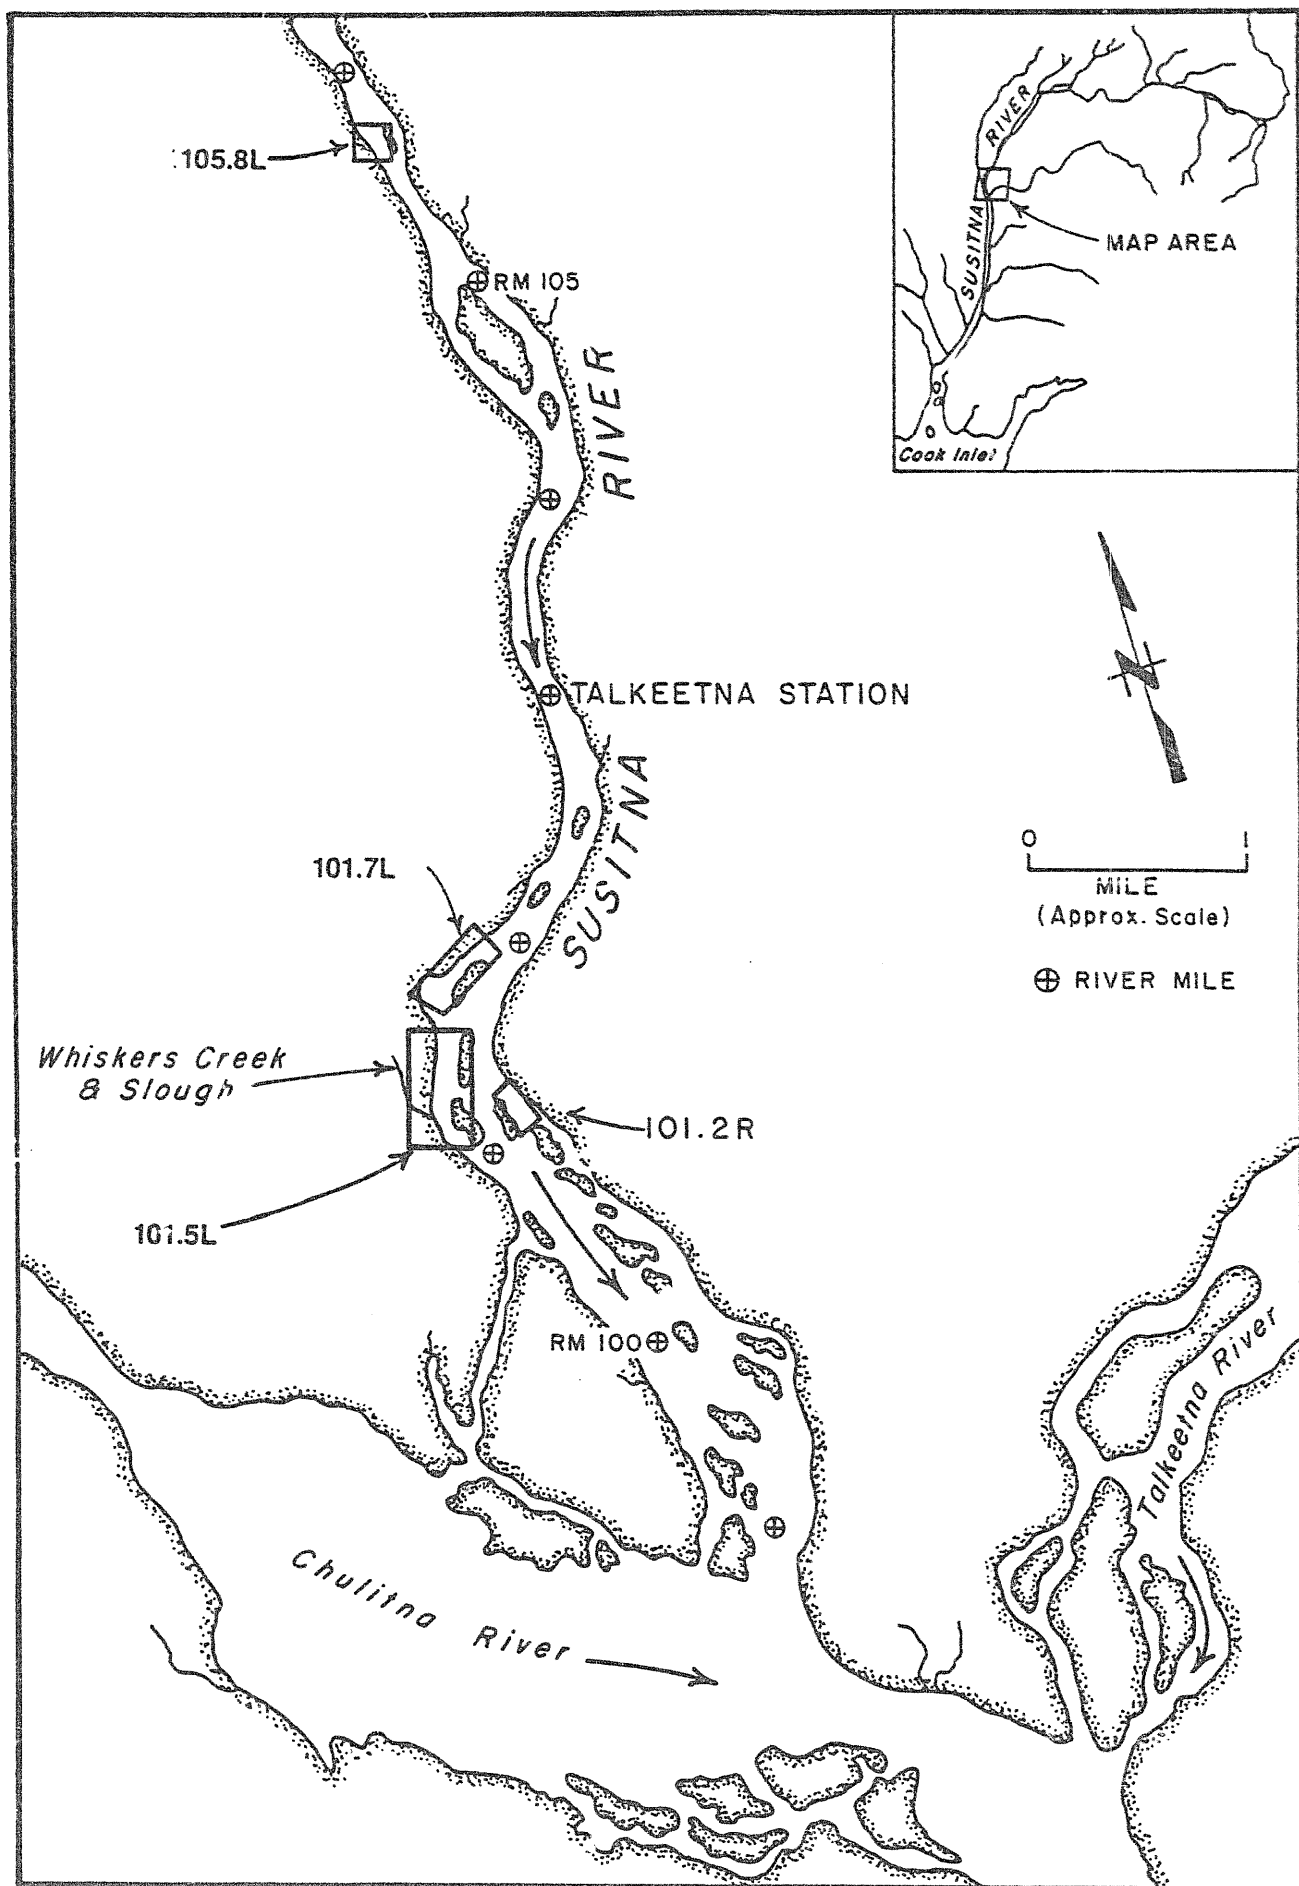 RIVER
SUSITNA
MAP AREA
Cook Inlet
105.8L
RM 105
RIVER
TALKEETNA STATION
SUSITNA
0 1
MILE
(Approx. Scale)
RIVER MILE
101.7L
Whiskers Creek
& Slough
101.2R
101.5L
RM 100
Talkeetna River
Chulitna River
N